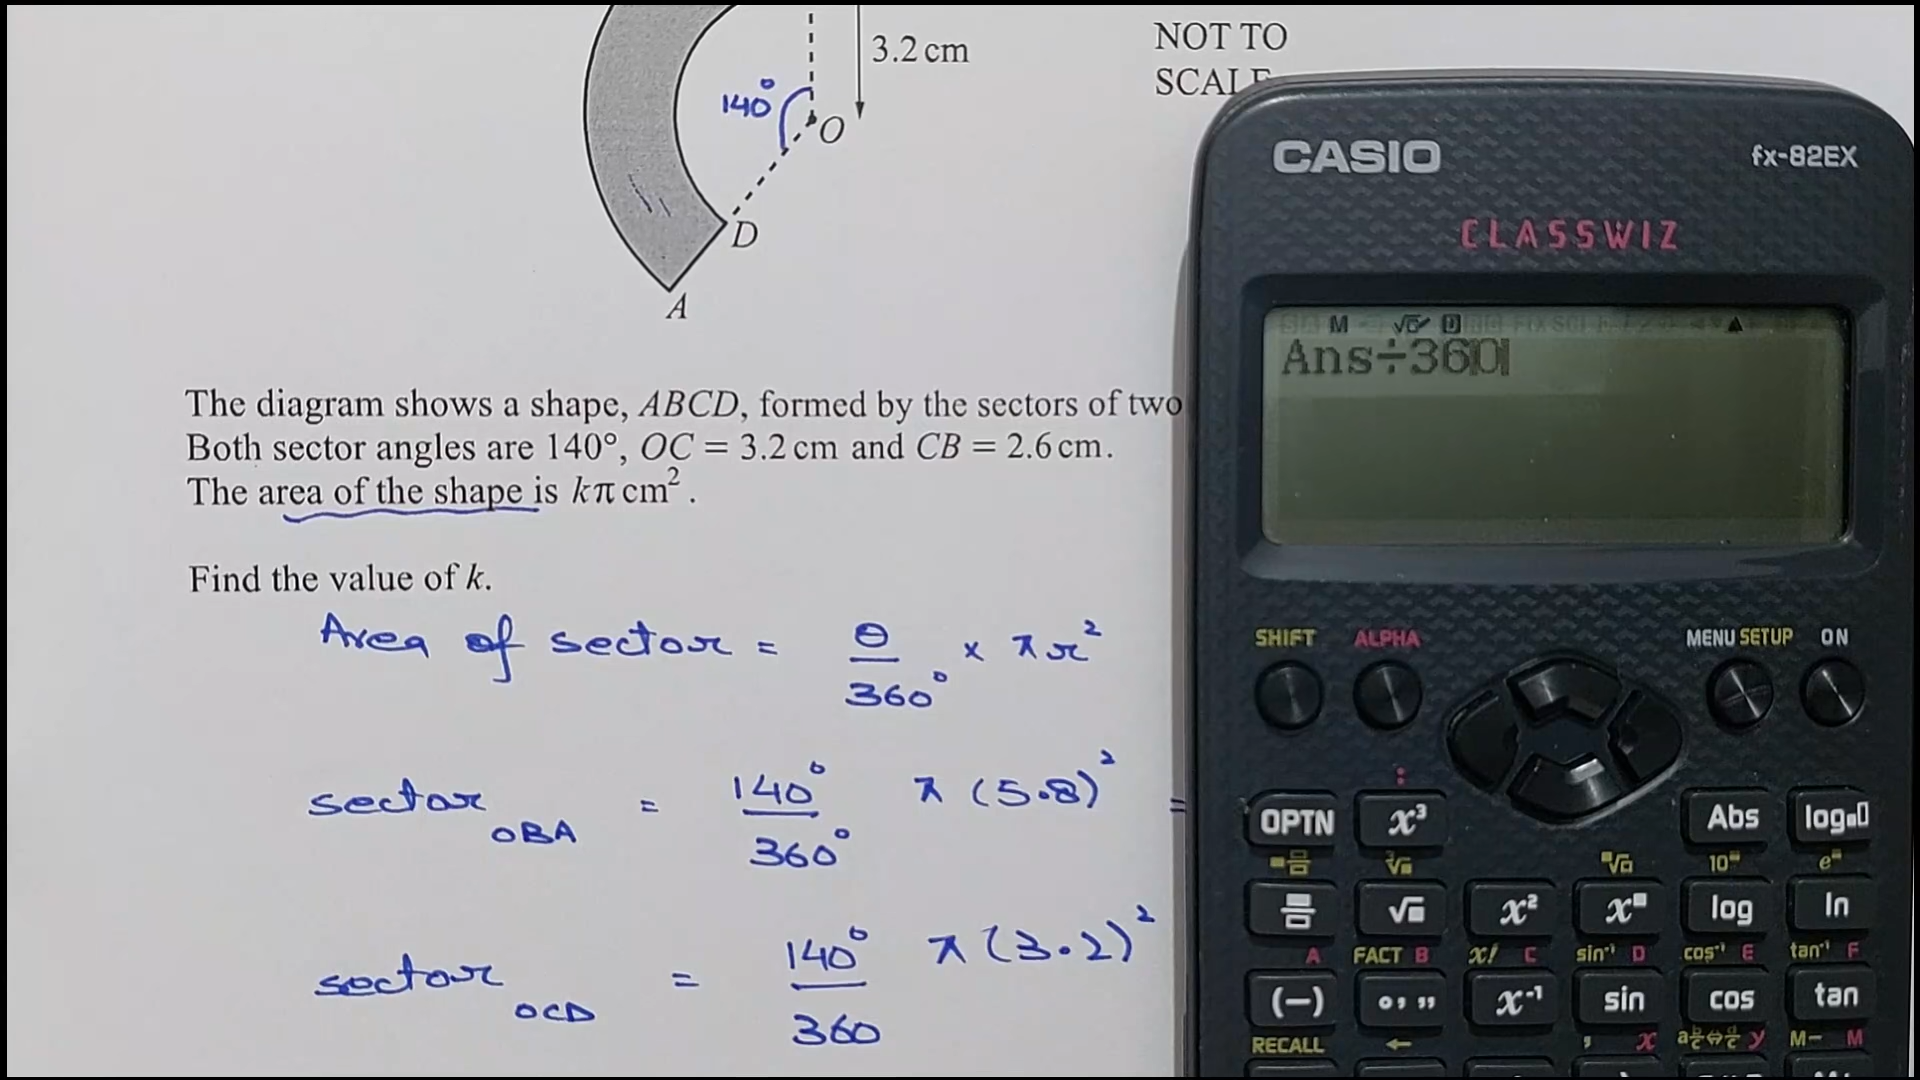 3.2 cm
NOT TO
SCALE
140°
O
D
A
The diagram shows a shape, ABCD, formed by the sectors of two
Both sector angles are 140°, OC = 3.2 cm and CB = 2.6 cm.
The area of the shape is kπ cm².
Find the value of k.
Area of sector = θ/360° × πr²
sector OBA = 140°/360° π (5.8)² =
sector OCD = 140°/360 π (3.2)²
CASIO fx-82EX
CLASSWIZ
M √ D ▲
Ans÷360
SHIFT ALPHA MENU SETUP ON
:
OPTN x³ Abs log
³√ √ 10 e
√ x² x log ln
A FACT B x! C sin⁻¹ D cos⁻¹ E tan⁻¹ F
(−) ° ’ ” x⁻¹ sin cos tan
RECALL ← , x a b/c⇔d/c y M− M